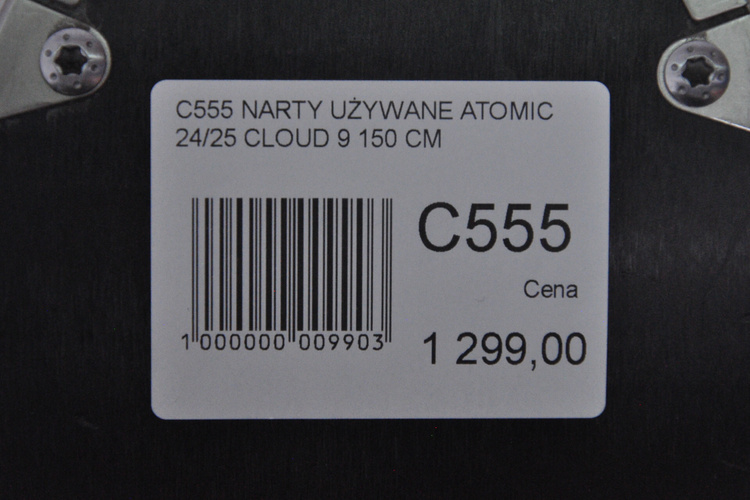 C555 NARTY UŻYWANE ATOMIC
24/25 CLOUD 9 150 CM
C555
Cena
1 000000 009903
1 299,00